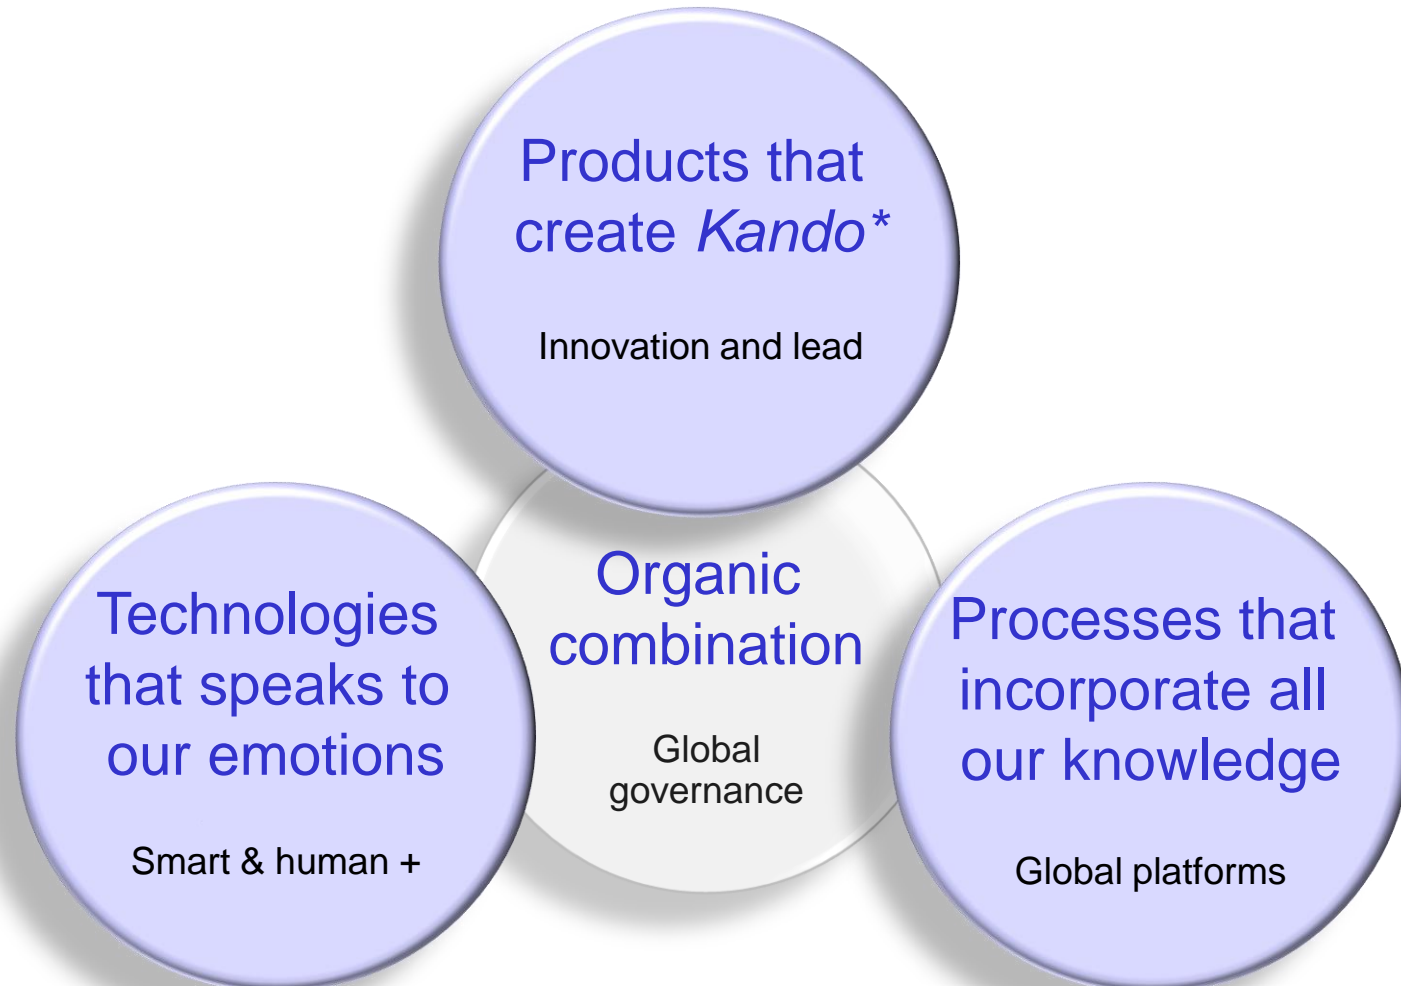 Products that
create Kando*
Innovation and lead
Organic
combination
Global
governance
Technologies
that speaks to
our emotions
Smart & human +
Processes that
incorporate all
our knowledge
Global platforms